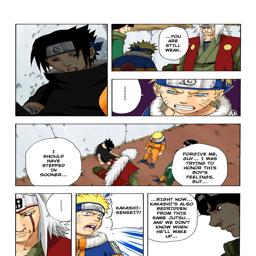 ...YOU ARE
STILL
WEAK.
I
SHOULD
HAVE
STEPPED
IN
SOONER...
FORGIVE ME,
GUY... I WAS
TRYING TO
HONOR THIS
BOY'S
FEELINGS,
BUT...
KAKASHI-
SENSEI?!
...RIGHT NOW...
KAKASHI'S ALSO
BEDRIDDEN
FROM THIS
SAME JUTSU...
AND WE DON'T
KNOW WHEN
HE'LL WAKE
UP...